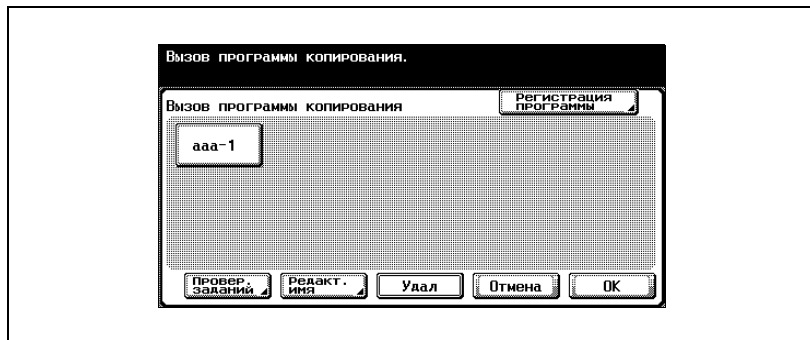 Вызов программы копирования.
Вызов программы копирования
Регистрация
программы
aaa-1
Провер.
заданий
Редакт.
имя
Удал
Отмена
OK